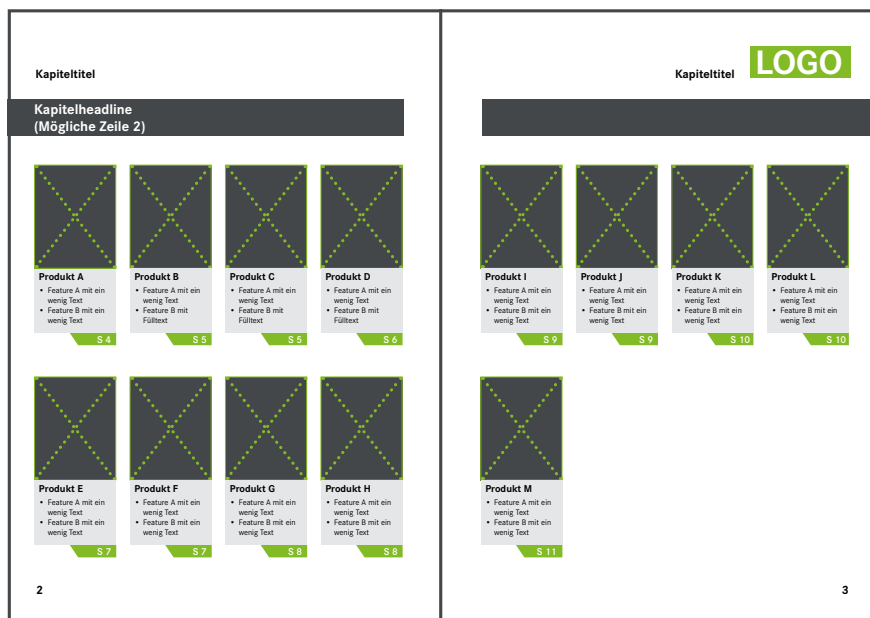 Kapiteltitel
Kapitelheadline
(Mögliche Zeile 2)
Produkt A
• Feature A mit ein
wenig Text
• Feature B mit ein
wenig Text
S 4
Produkt B
• Feature A mit ein
wenig Text
• Feature B mit
Fülltext
S 5
Produkt C
• Feature A mit ein
wenig Text
• Feature B mit
Fülltext
S 5
Produkt D
• Feature A mit ein
wenig Text
• Feature B mit
Fülltext
S 6
Produkt E
• Feature A mit ein
wenig Text
• Feature B mit ein
wenig Text
S 7
Produkt F
• Feature A mit ein
wenig Text
• Feature B mit ein
wenig Text
S 7
Produkt G
• Feature A mit ein
wenig Text
• Feature B mit ein
wenig Text
S 8
Produkt H
• Feature A mit ein
wenig Text
• Feature B mit ein
wenig Text
S 8
2
Kapiteltitel
LOGO
Produkt I
• Feature A mit ein
wenig Text
• Feature B mit ein
wenig Text
S 9
Produkt J
• Feature A mit ein
wenig Text
• Feature B mit ein
wenig Text
S 9
Produkt K
• Feature A mit ein
wenig Text
• Feature B mit ein
wenig Text
S 10
Produkt L
• Feature A mit ein
wenig Text
• Feature B mit ein
wenig Text
S 10
Produkt M
• Feature A mit ein
wenig Text
• Feature B mit ein
wenig Text
S 11
3